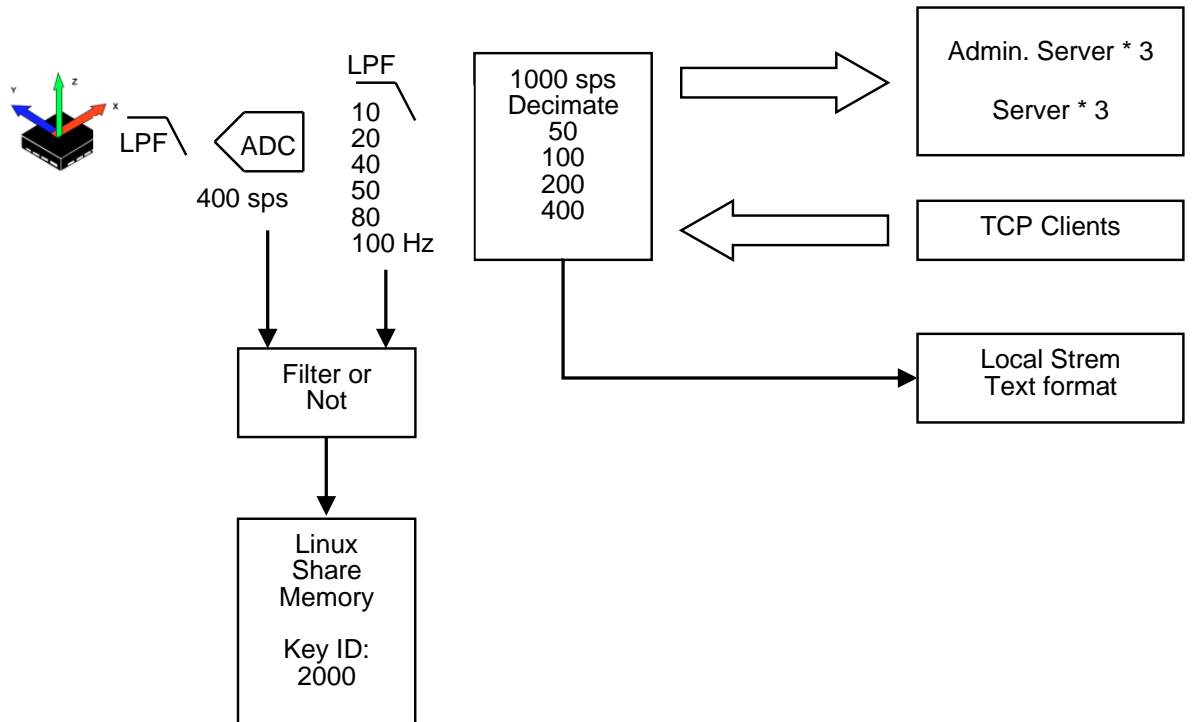 Z
Y
X
LPF
ADC
400 sps
LPF
10
20
40
50
80
100 Hz
1000 sps
Decimate
50
100
200
400
Admin. Server * 3
Server * 3
TCP Clients
Local Strem
Text format
Filter or
Not
Linux
Share
Memory
Key ID:
2000